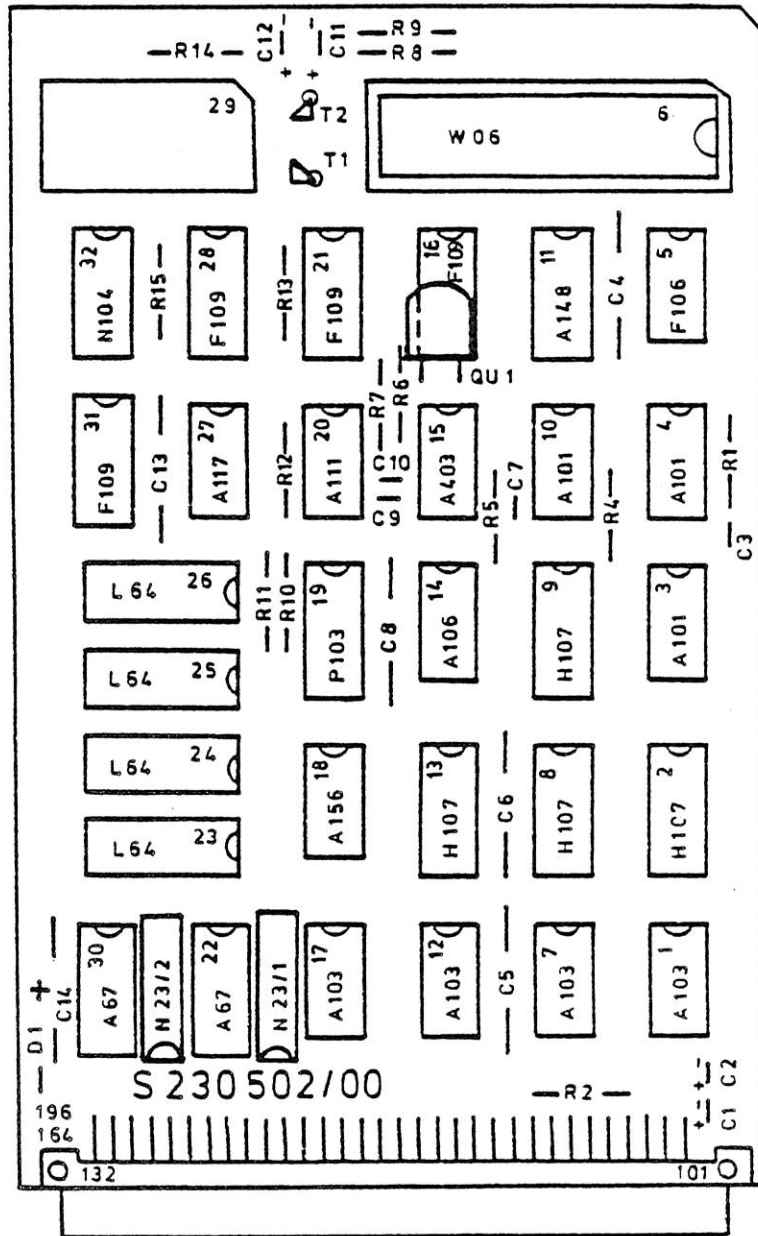 R14
C12
C11
R9
R8
29
T2
T1
W06
6
32
N104
R15
28
F109
R13
21
F109
16
F109
QU1
11
A148
C4
5
F106
31
F109
C13
27
A117
R12
20
A111
R7
R6
C10
C9
15
A403
R5
C7
10
A101
R4
4
A101
R1
C3
L64 26
L64 25
L64 24
L64 23
R11
R10
19
P103
C8
14
A106
9
H107
3
A101
18
A156
13
H107
C6
8
H107
2
H107
D1
+
C14
30
A67
N23/2
22
A67
N23/1
17
A103
12
A103
C5
7
A103
1
A103
S230502/00
R2
C1
C2
196
164
132
101